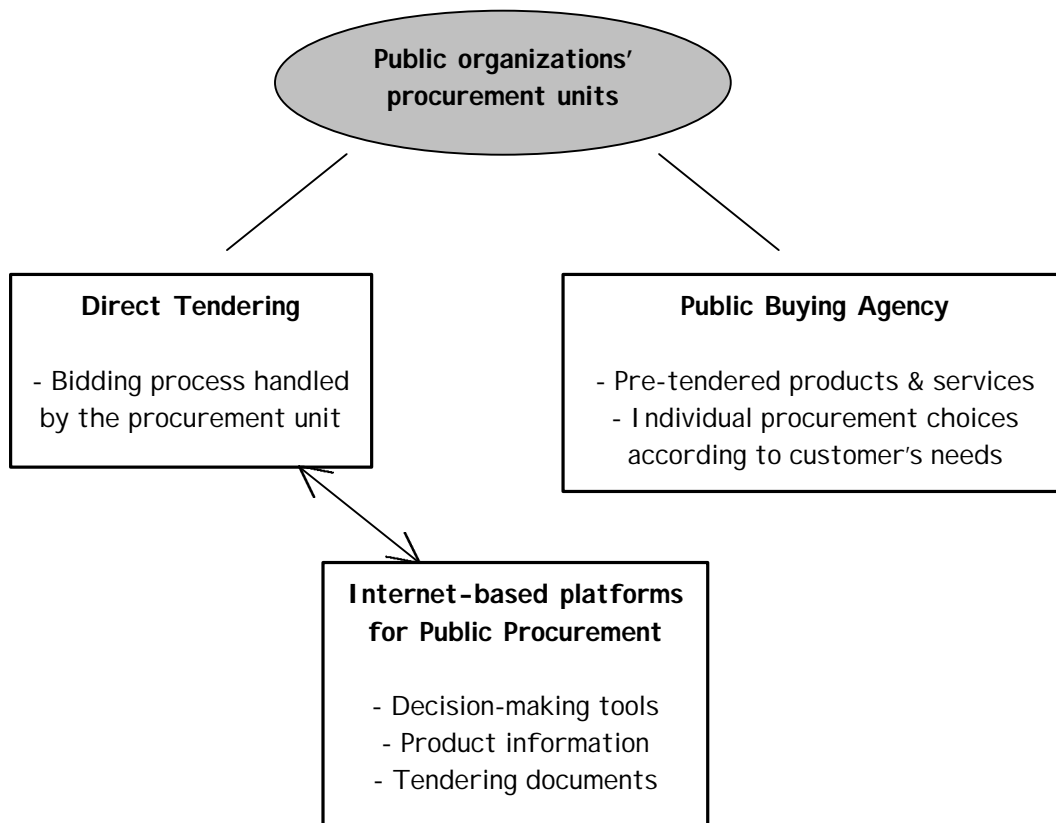 Public organizations'
procurement units
Direct Tendering
- Bidding process handled
by the procurement unit
Public Buying Agency
- Pre-tendered products & services
- Individual procurement choices
according to customer's needs
Internet-based platforms
for Public Procurement
- Decision-making tools
- Product information
- Tendering documents